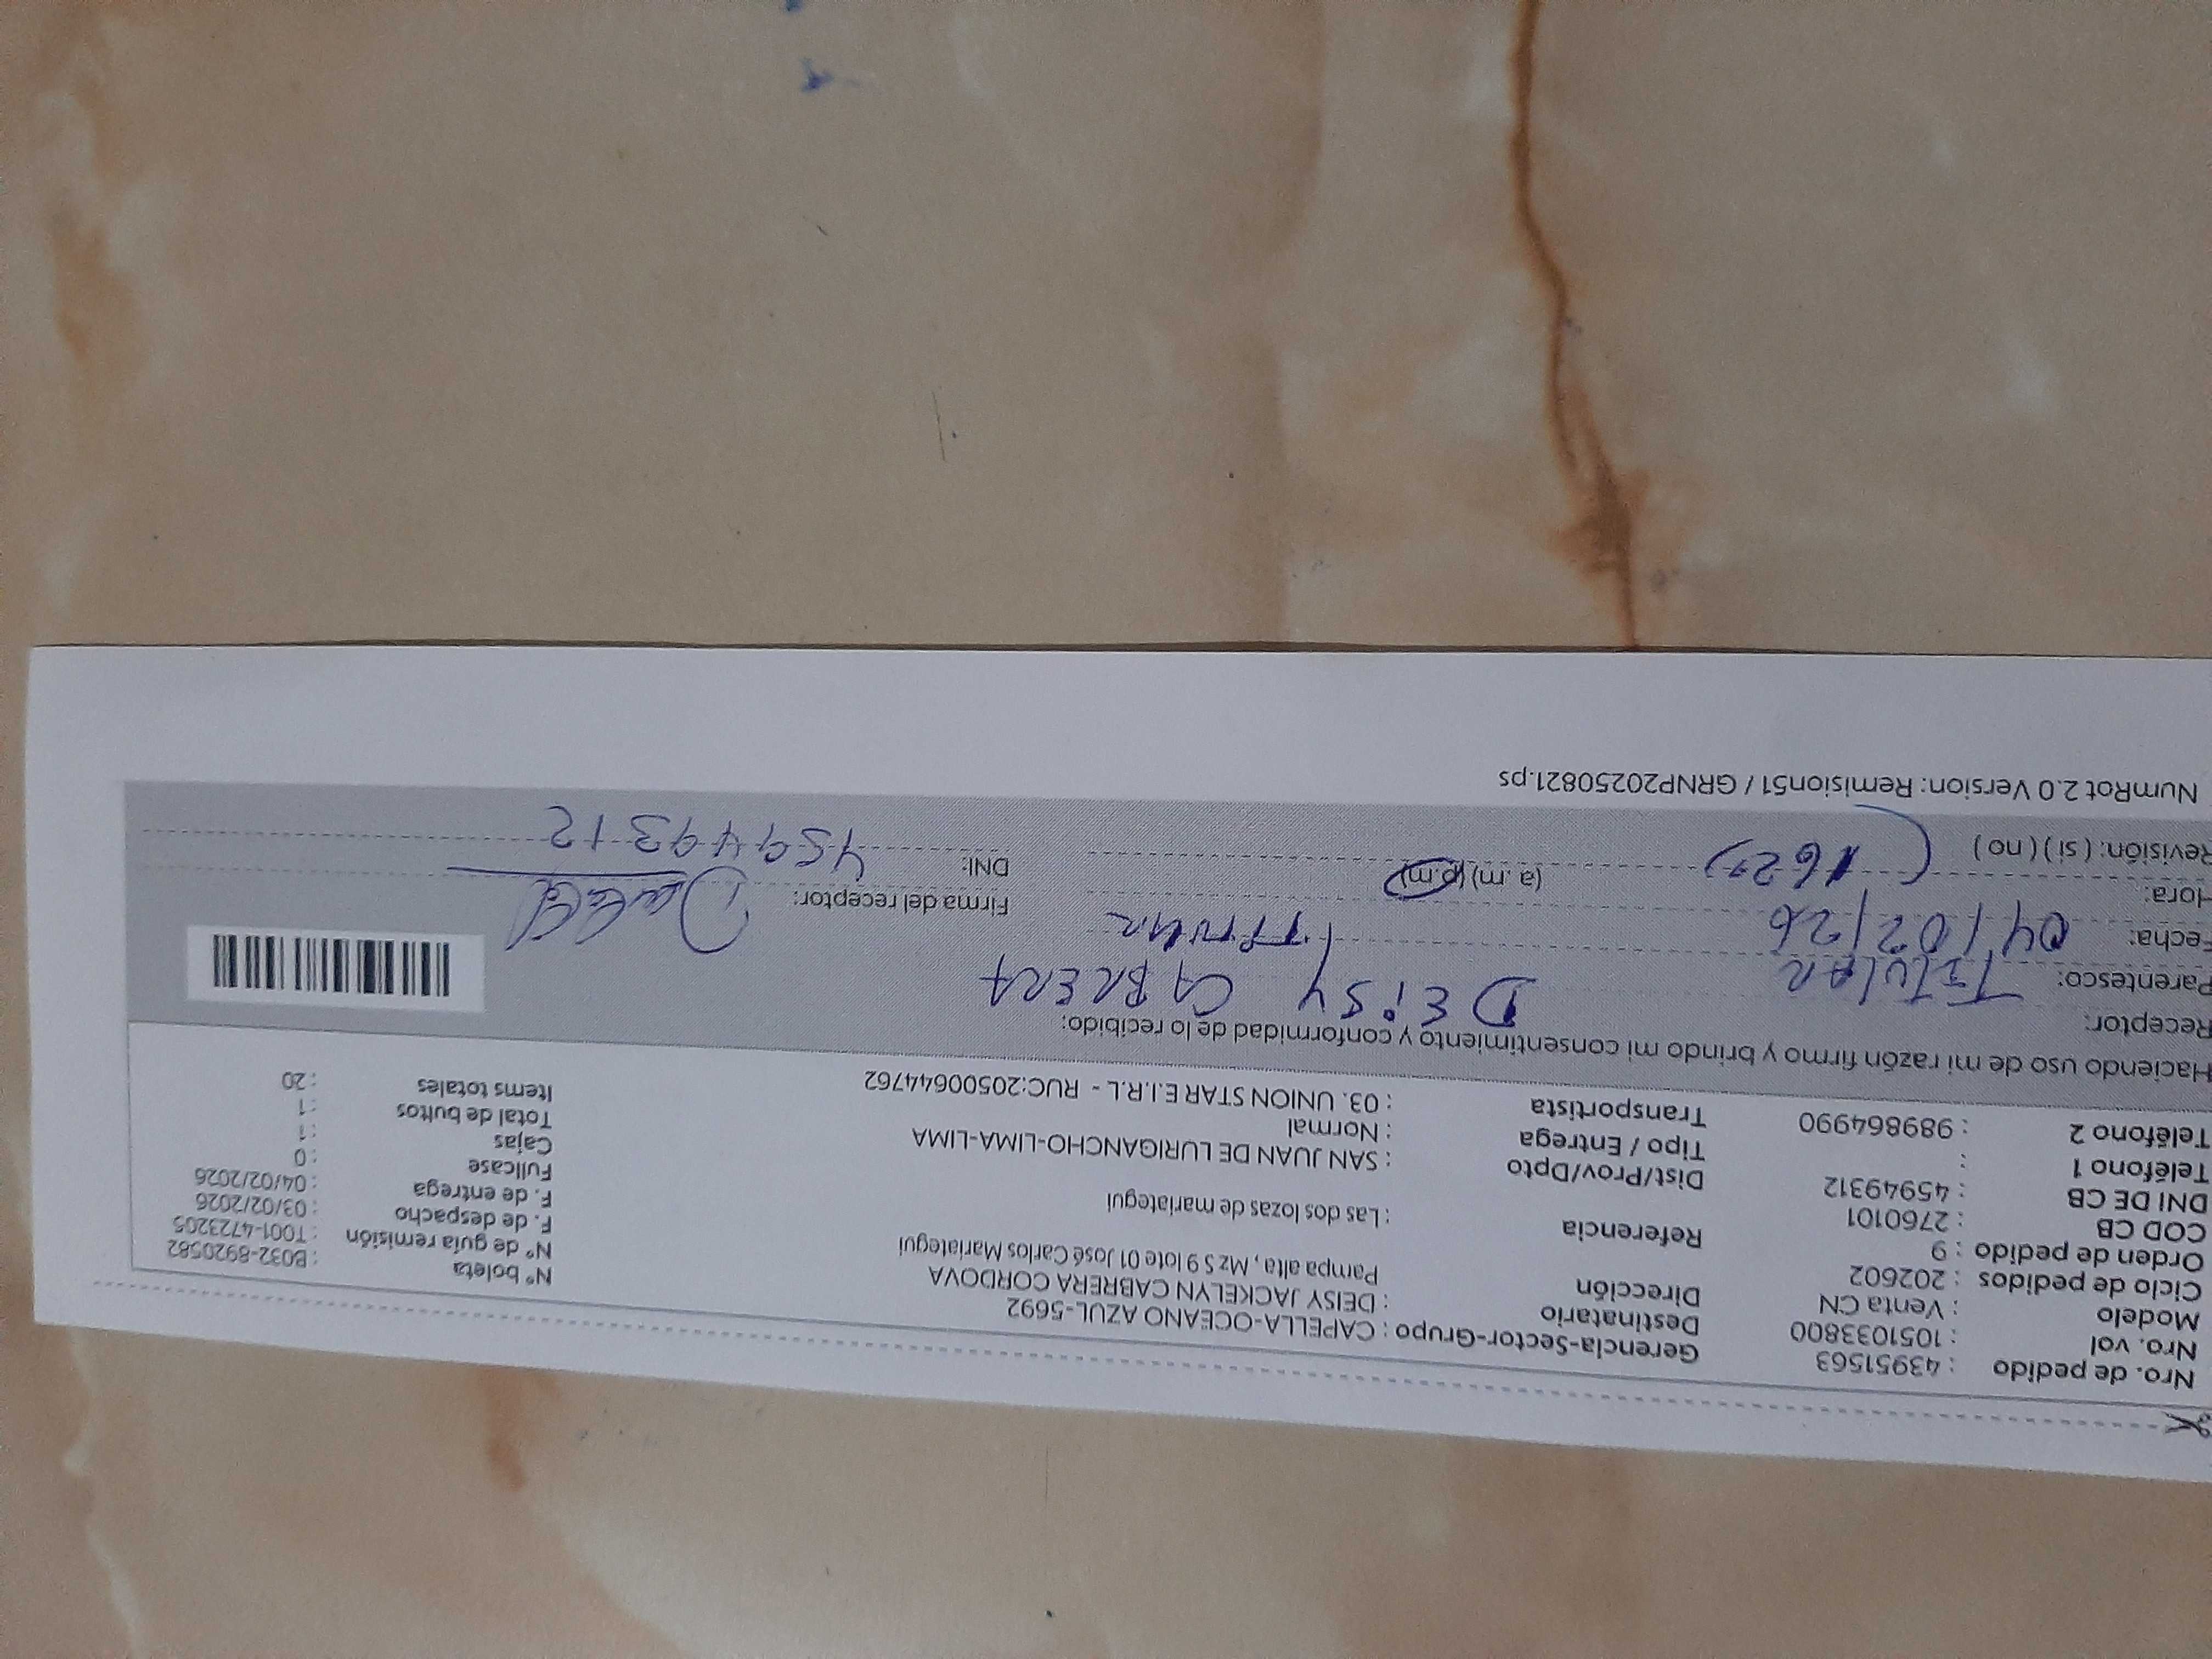 Nro. de pedido : 43951563
Nro. vol : 1051033800
Modelo : Venta CN
Ciclo de pedidos : 202602
Orden de pedido : 9
COD CB : 2760101
DNI DE CB : 45949312
Teléfono 1 :
Teléfono 2 : 989864990
Gerencia-Sector-Grupo : CAPELLA-OCEANO AZUL-5692
Destinatario : DEISY JACKELYN CABRERA CORDOVA
Dirección Pampa alta , Mz S 9 lote 01 José Carlos Mariategui
Referencia : Las dos lozas de mariategui
Dist/Prov/Dpto : SAN JUAN DE LURIGANCHO-LIMA-LIMA
Tipo / Entrega : Normal
Transportista : 03. UNION STAR E.I.R.L - RUC:20500644762
N° boleta : B032-8920582
N° de guía remisión : T001-4723205
F. de despacho : 03/02/2026
F. de entrega : 04/02/2026
Fullcase : 0
Cajas : 1
Total de bultos : 1
Items totales : 20
Haciendo uso de mi razón firmo y brindo mi consentimiento y conformidad de lo recibido:
Receptor: DEISY CABRERA
Parentesco: TITULAR
Fecha: 04/02/26
Hora: (a.m) (p.m)
Revisión: ( si ) ( no )
Firma del receptor:
DNI: 459449312
NumRot 2.0 Version: Remision51 / GRNP20250821.ps